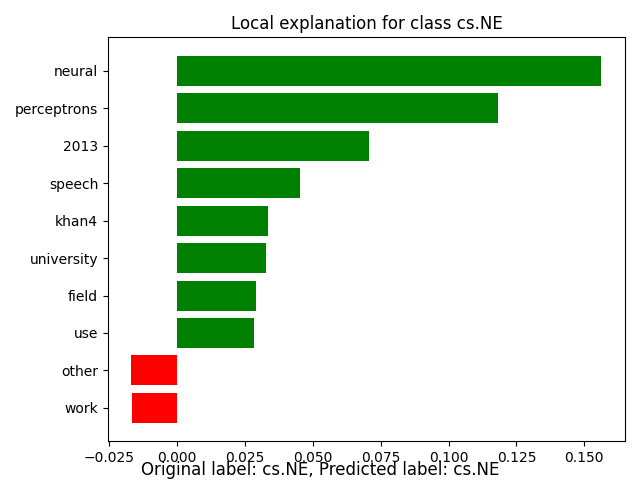 Local explanation for class cs.NE
neural
perceptrons
2013
speech
khan4
university
field
use
other
work
−0.025 0.000 0.025 0.050 0.075 0.100 0.125 0.150
Original label: cs.NE, Predicted label: cs.NE